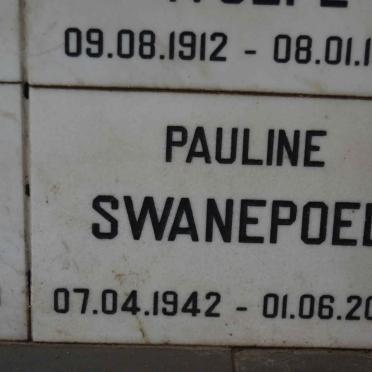 09.08.1912 - 08.01.1
PAULINE
SWANEPOEL
07.04.1942 - 01.06.20